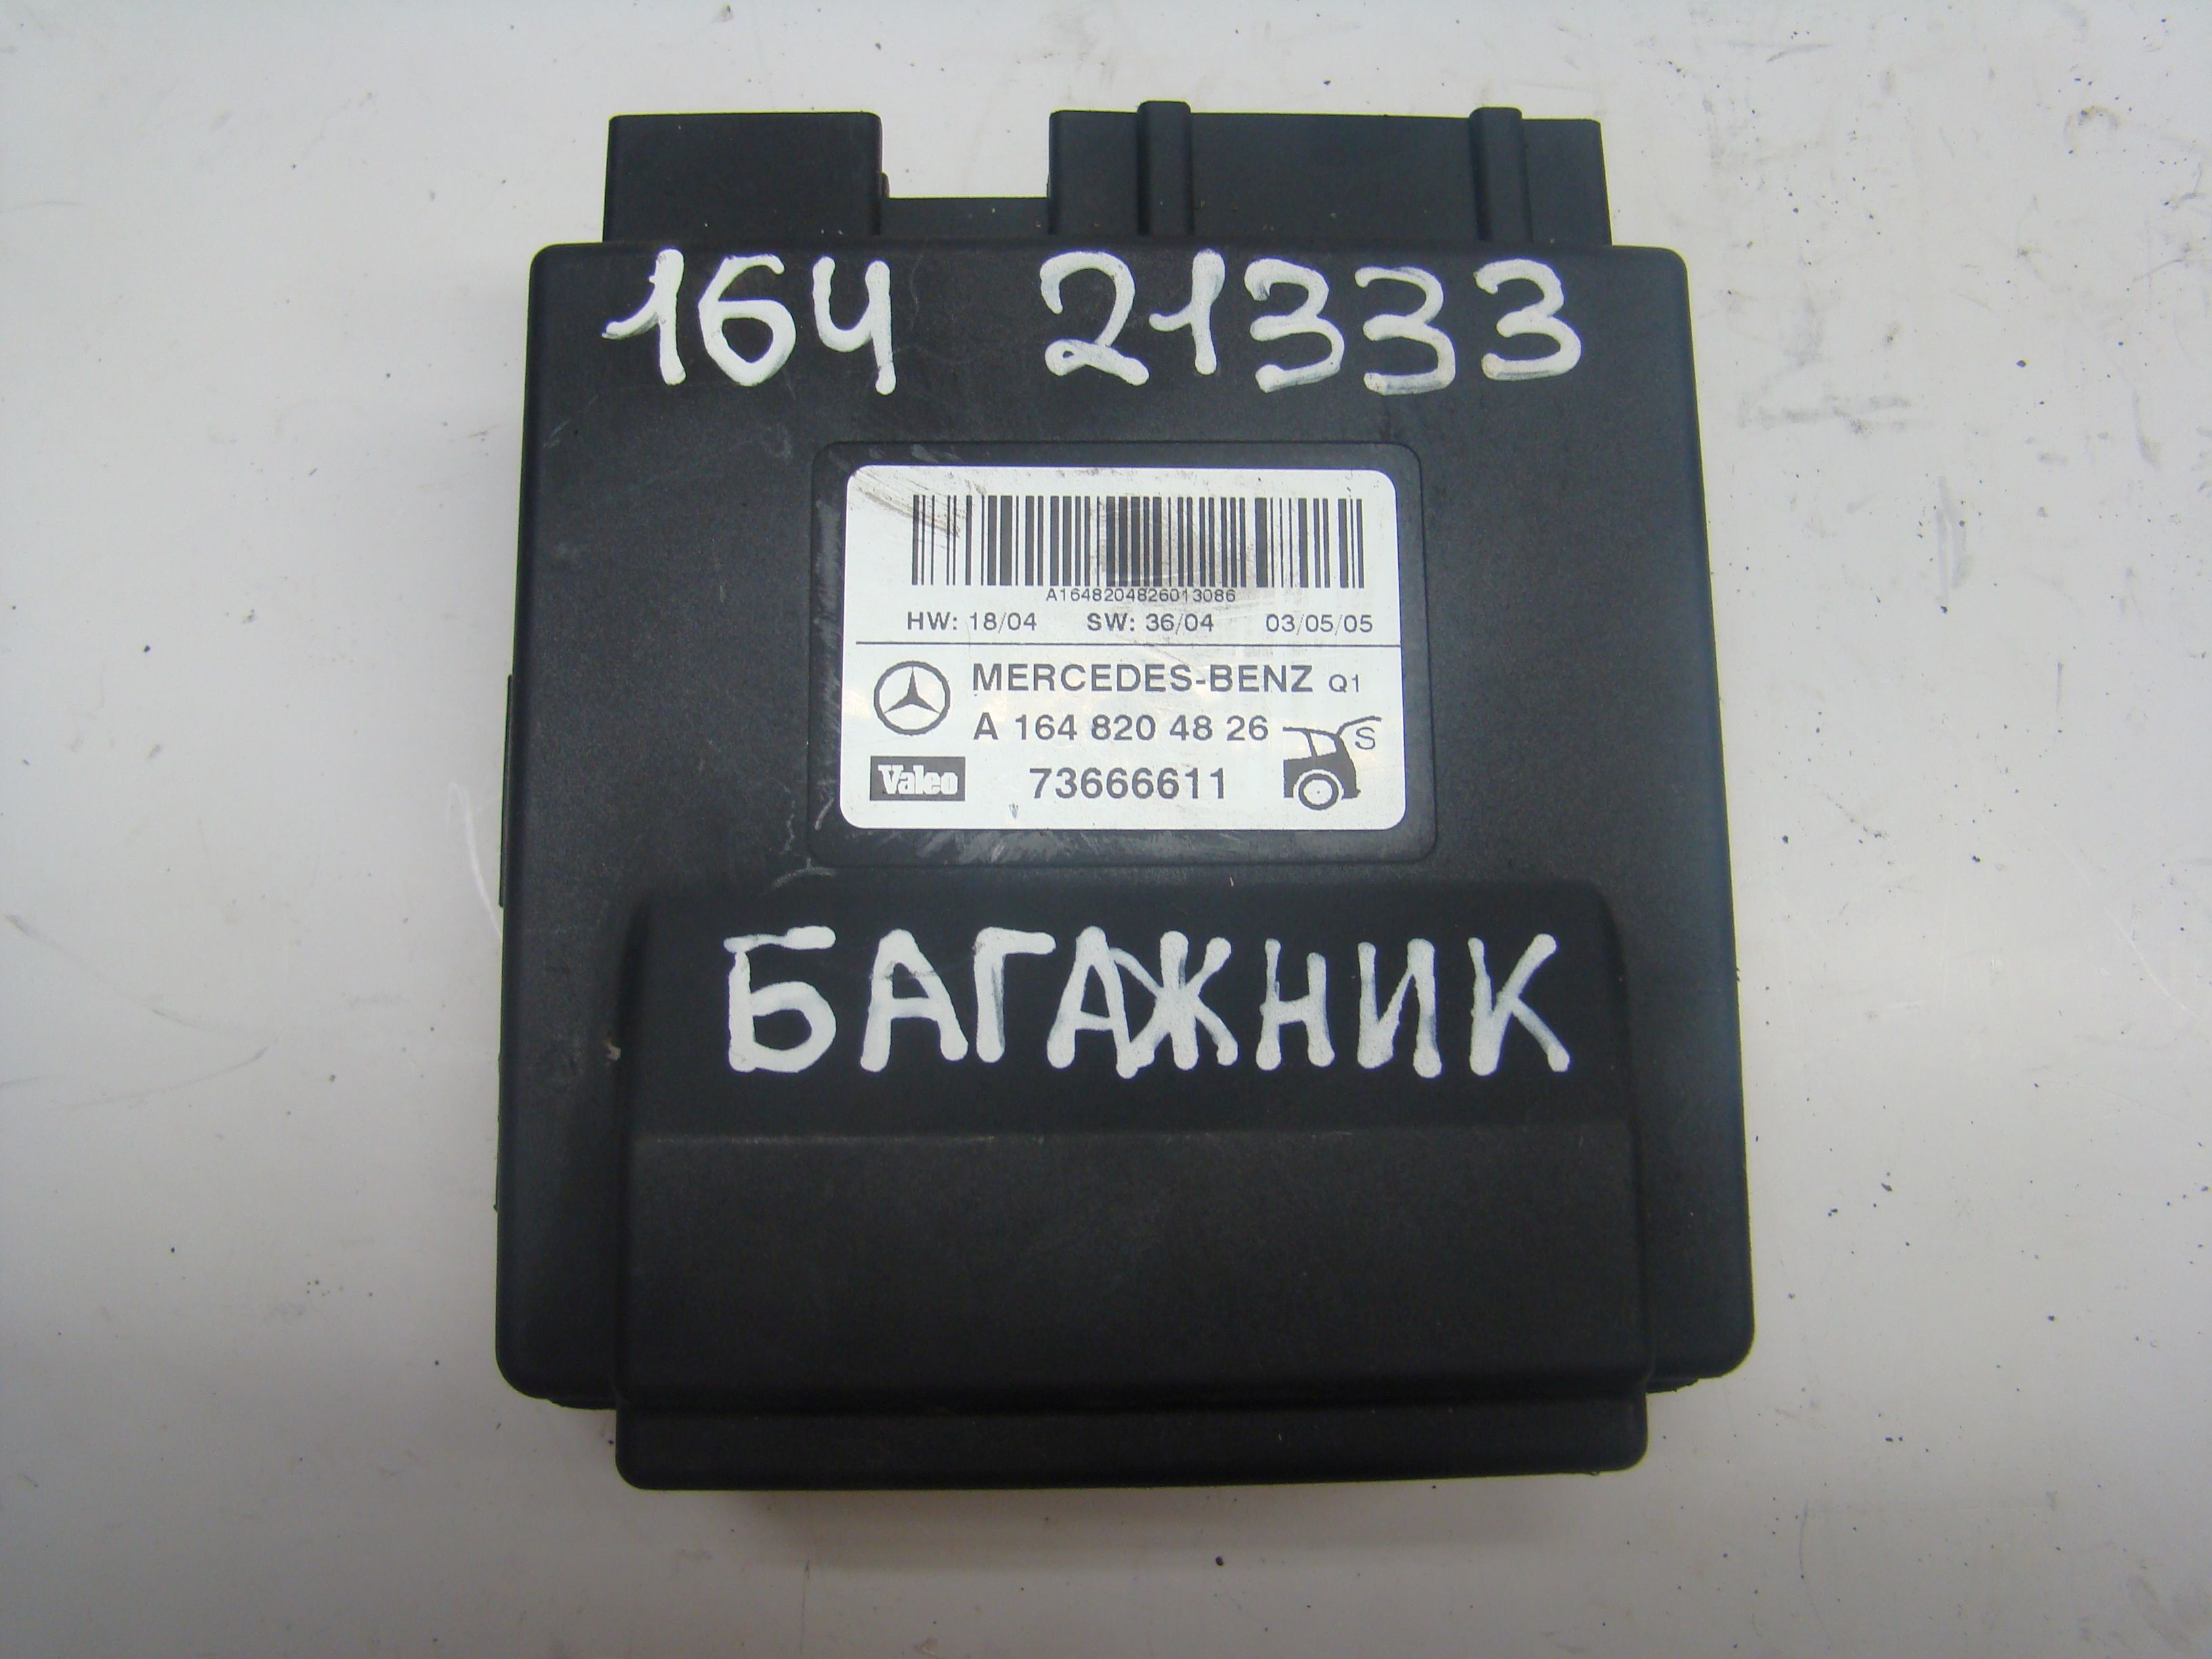 164 21333
A1648204826013086
HW: 18/04 SW: 36/04 03/05/05
MERCEDES-BENZ Q1
A 164 820 48 26
S
Valeo 73666611
БАГАЖНИК